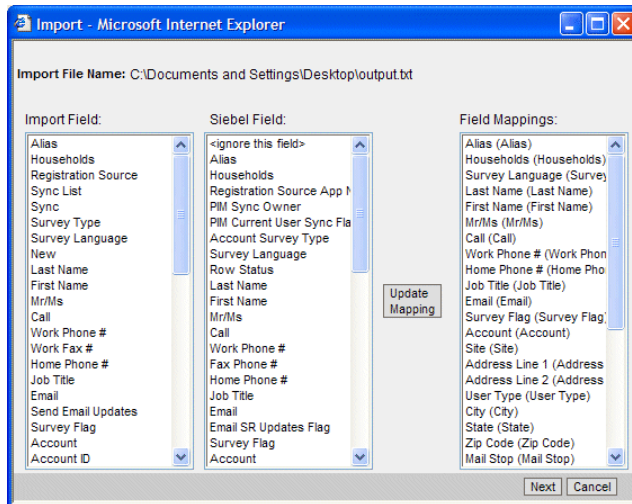 Import - Microsoft Internet Explorer
Import File Name: C:\Documents and Settings\Desktop\output.txt
Import Field:
Alias
Households
Registration Source
Sync List
Sync
Survey Type
Survey Language
New
Last Name
First Name
Mr/Ms
Call
Work Phone #
Work Fax #
Home Phone #
Job Title
Email
Send Email Updates
Survey Flag
Account
Account ID
Siebel Field:
<ignore this field>
Alias
Households
Registration Source App N
PIM Sync Owner
PIM Current User Sync Fla
Account Survey Type
Survey Language
Row Status
Last Name
First Name
Mr/Ms
Call
Work Phone #
Fax Phone #
Home Phone #
Job Title
Email
Email SR Updates Flag
Survey Flag
Account
Update
Mapping
Field Mappings:
Alias (Alias)
Households (Households)
Survey Language (Survey
Last Name (Last Name)
First Name (First Name)
Mr/Ms (Mr/Ms)
Call (Call)
Work Phone # (Work Phon
Home Phone # (Home Pho
Job Title (Job Title)
Email (Email)
Survey Flag (Survey Flag)
Account (Account)
Site (Site)
Address Line 1 (Address
Address Line 2 (Address
User Type (User Type)
City (City)
State (State)
Zip Code (Zip Code)
Mail Stop (Mail Stop)
Next
Cancel